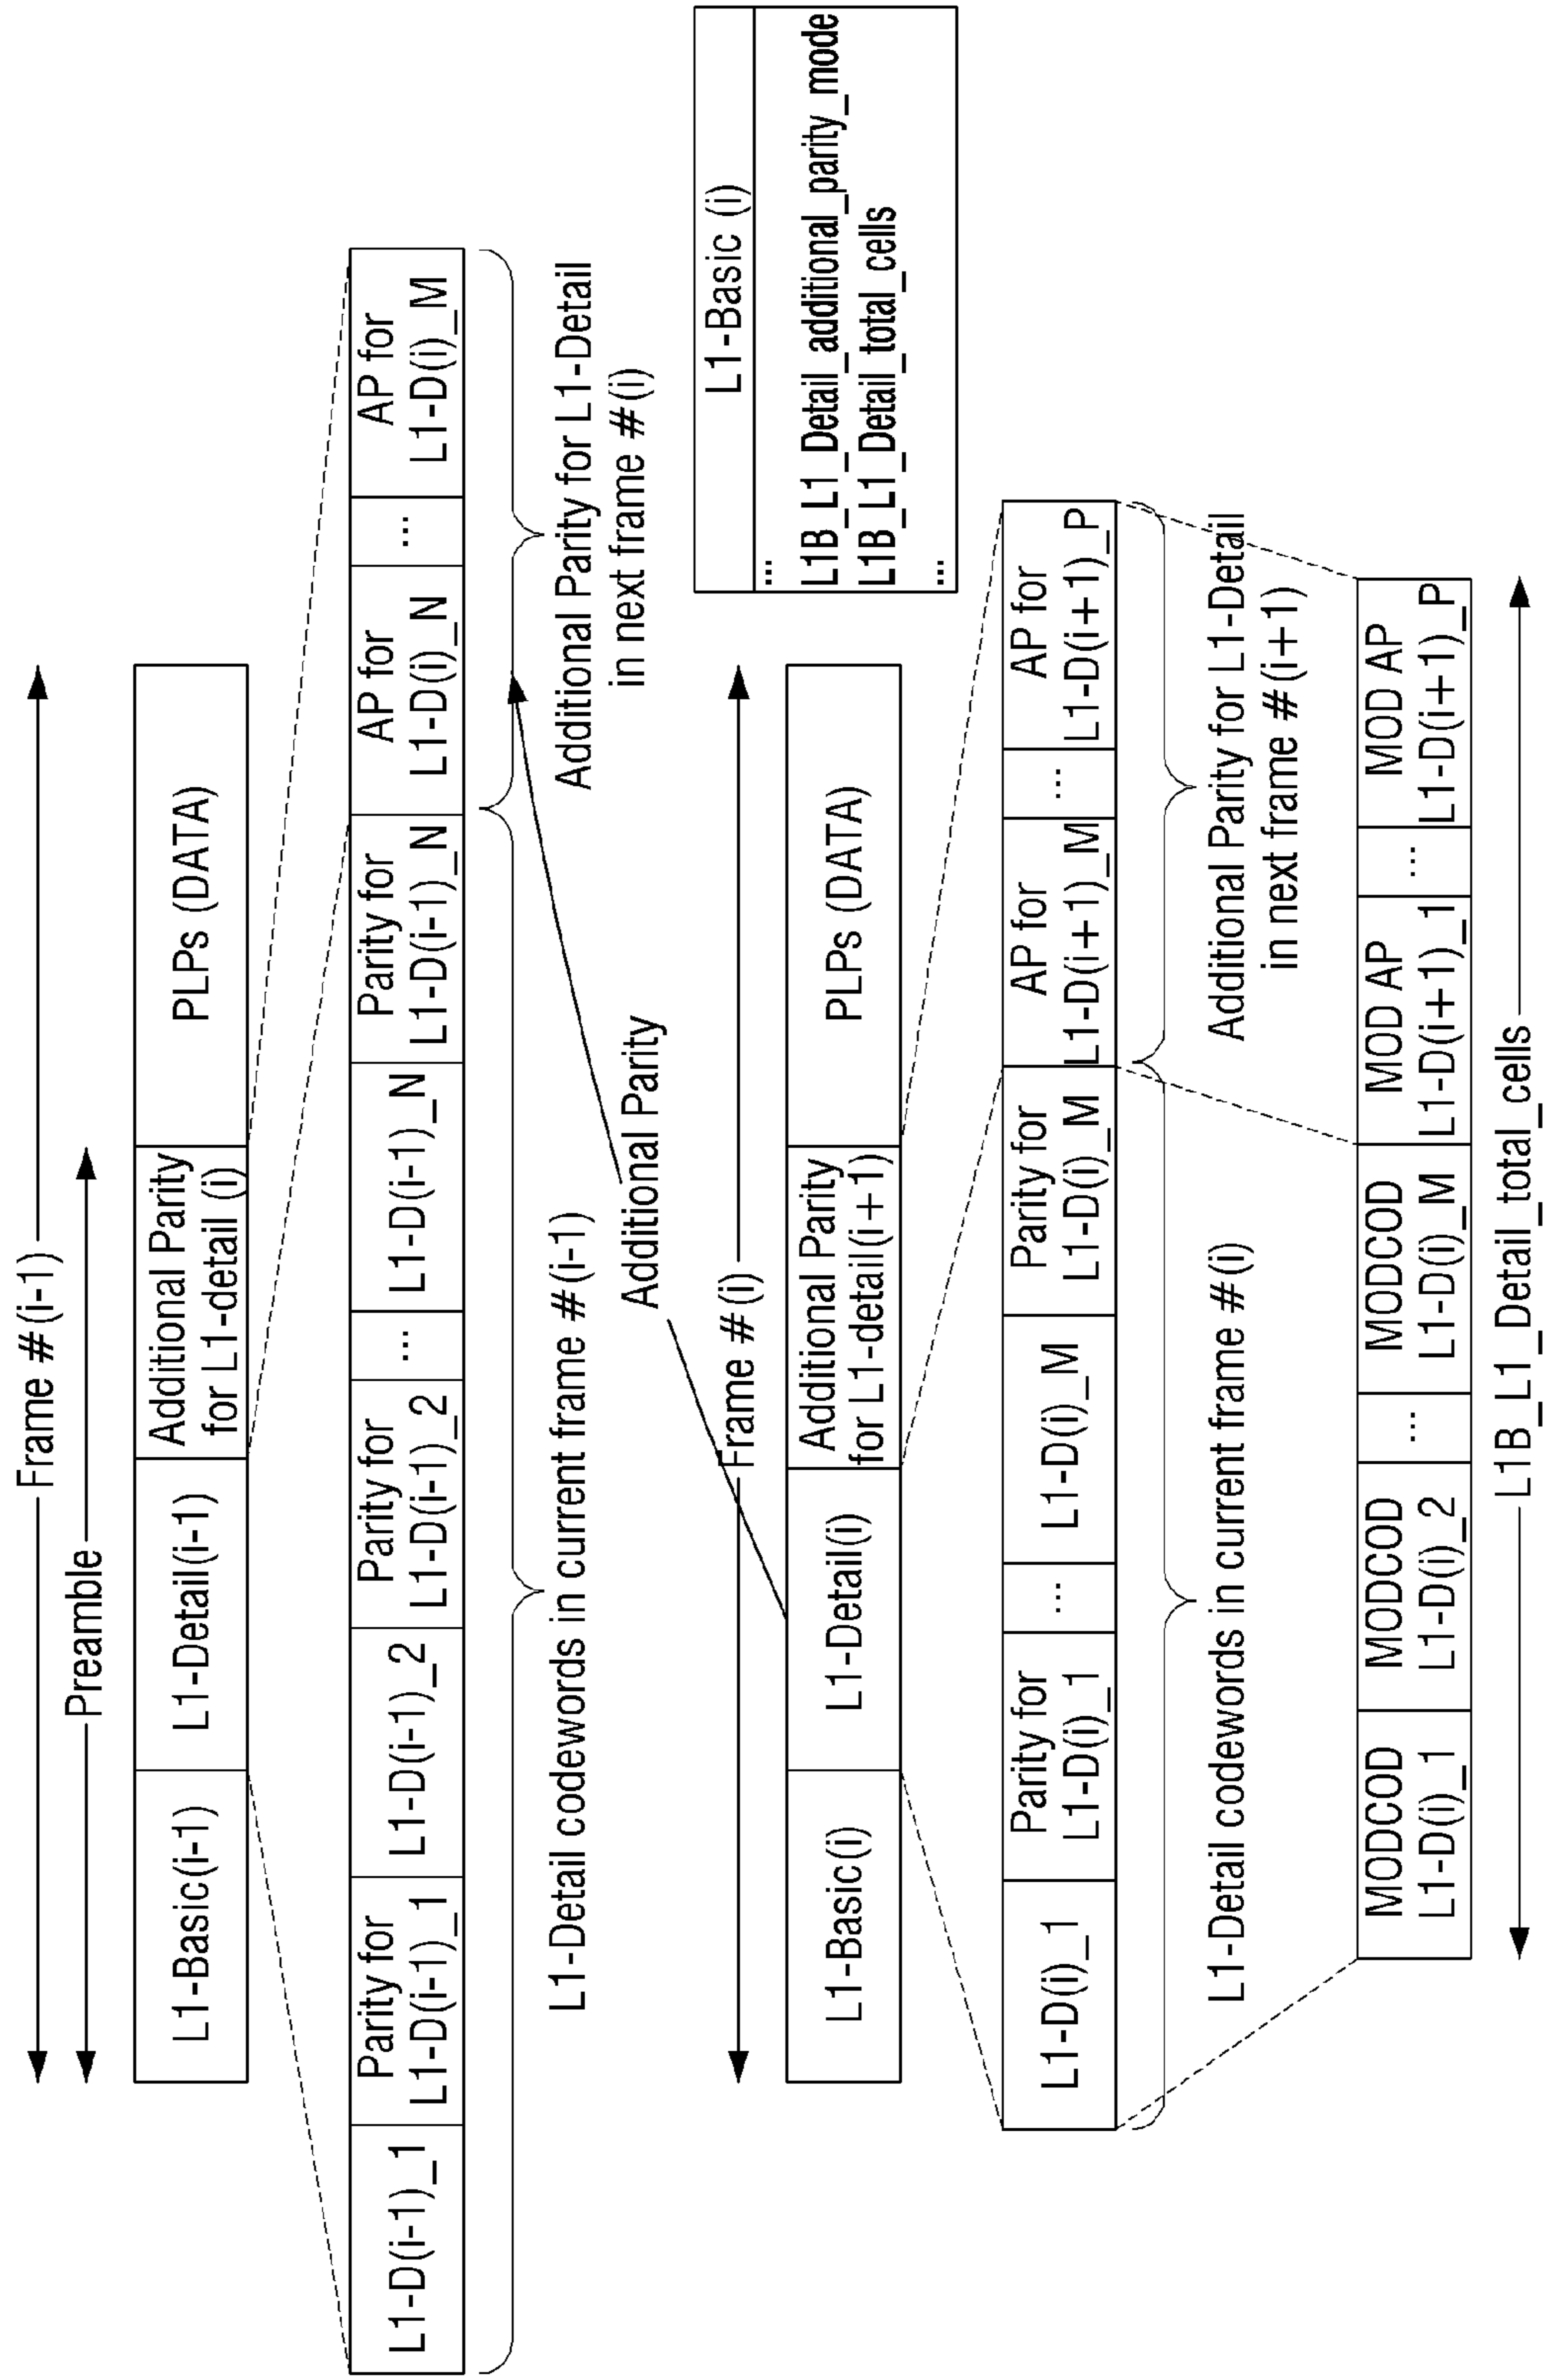 Frame #(i-1)
Preamble
L1-Basic(i-1)
L1-Detail(i-1)
Additional Parity
for L1-detail (i)
PLPs (DATA)
L1-D(i-1)_1
Parity for
L1-D(i-1)_1
L1-D(i-1)_2
Parity for
L1-D(i-1)_2
...
L1-D(i-1)_N
Parity for
L1-D(i-1)_N
AP for
L1-D(i)_N
...
AP for
L1-D(i)_M
L1-Detail codewords in current frame #(i-1)
Additional Parity for L1-Detail
in next frame #(i)
Additional Parity
L1-Basic (i)
...
L1B_L1_Detail_additional_parity_mode
L1B_L1_Detail_total_cells
...
Frame #(i)
L1-Basic(i)
L1-Detail(i)
Additional Parity
for L1-detail(i+1)
PLPs (DATA)
L1-D(i)_1
Parity for
L1-D(i)_1
...
L1-D(i)_M
Parity for
L1-D(i)_M
AP for
L1-D(i+1)_M
...
AP for
L1-D(i+1)_P
L1-Detail codewords in current frame #(i)
Additional Parity for L1-Detail
in next frame #(i+1)
MODCOD
L1-D(i)_1
MODCOD
L1-D(i)_2
...
MODCOD
L1-D(i)_M
MOD AP
L1-D(i+1)_1
...
MOD AP
L1-D(i+1)_P
L1B_L1_Detail_total_cells